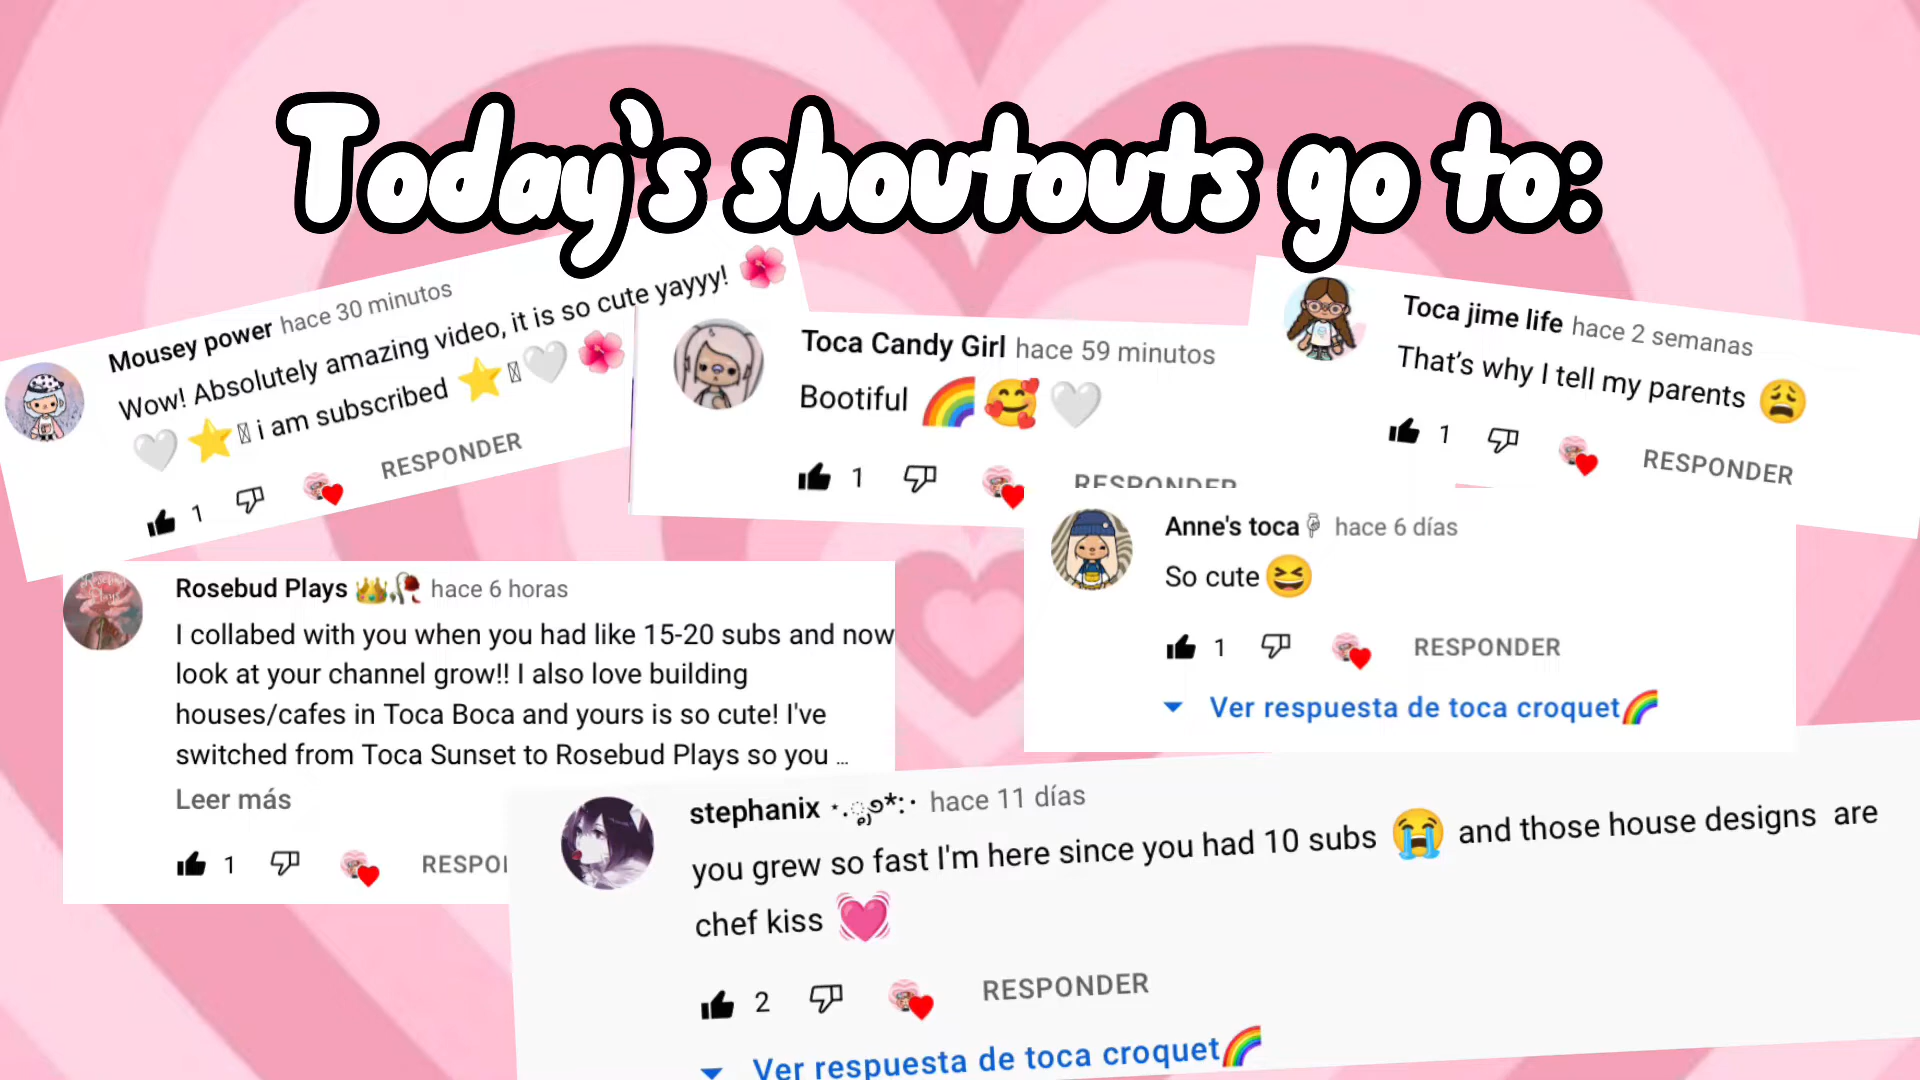 Today's shoutouts go to:
Mousey power hace 30 minutos
Wow! Absolutely amazing video, it is so cute yayyy! 🌺
🤍⭐ i am subscribed ⭐🤍🌺
1 RESPONDER
Toca Candy Girl hace 59 minutos
Bootiful 🌈🥰🤍
1 RESPONDER
Toca jime life hace 2 semanas
That's why I tell my parents 😩
1 RESPONDER
Anne's toca☟ hace 6 días
So cute😆
1 RESPONDER
Ver respuesta de toca croquet🌈
Rosebud Plays 👑🥀 hace 6 horas
I collabed with you when you had like 15-20 subs and now
look at your channel grow!! I also love building
houses/cafes in Toca Boca and yours is so cute! I've
switched from Toca Sunset to Rosebud Plays so you ...
Leer más
1 RESPO
stephanix hace 11 días
you grew so fast I'm here since you had 10 subs 😭 and those house designs are
chef kiss 💓
2 RESPONDER
Ver respuesta de toca croquet🌈